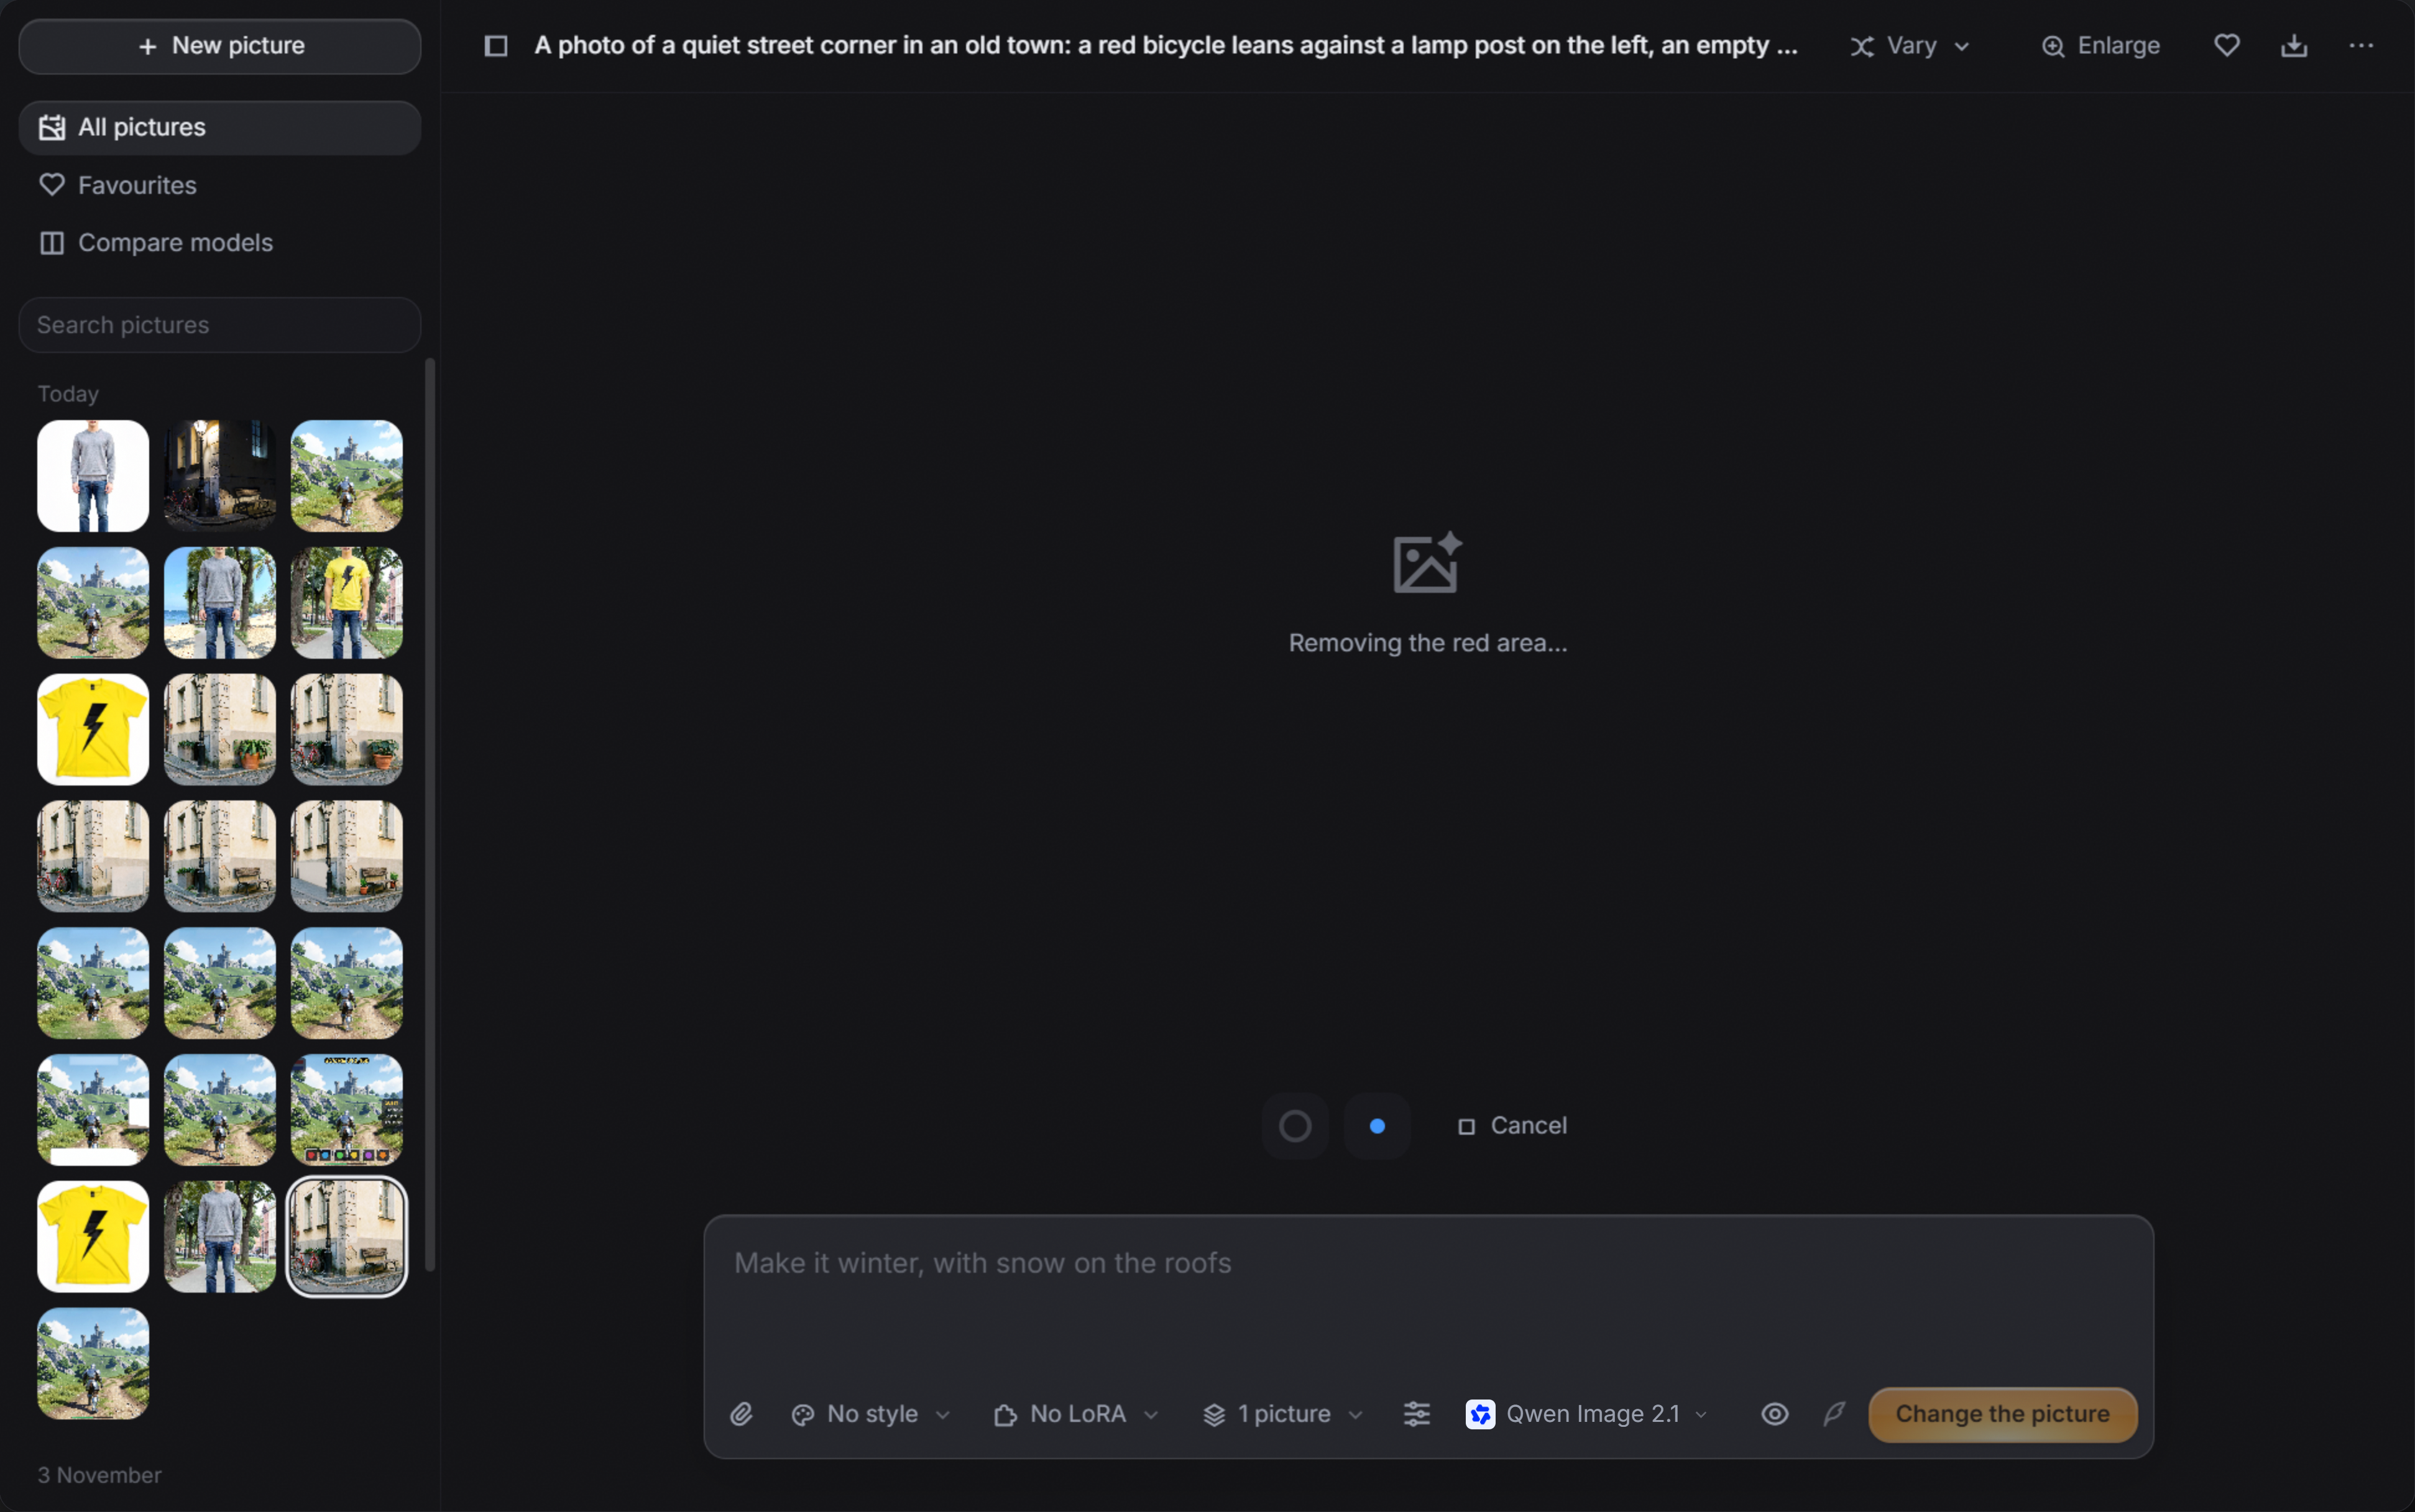 New picture
All pictures
Favourites
Compare models
Search pictures
Today
3 November
A photo of a quiet street corner in an old town: a red bicycle leans against a lamp post on the left, an empty ...
Vary
Enlarge
Removing the red area...
Cancel
Make it winter, with snow on the roofs
No style
No LoRA
1 picture
Qwen Image 2.1
Change the picture